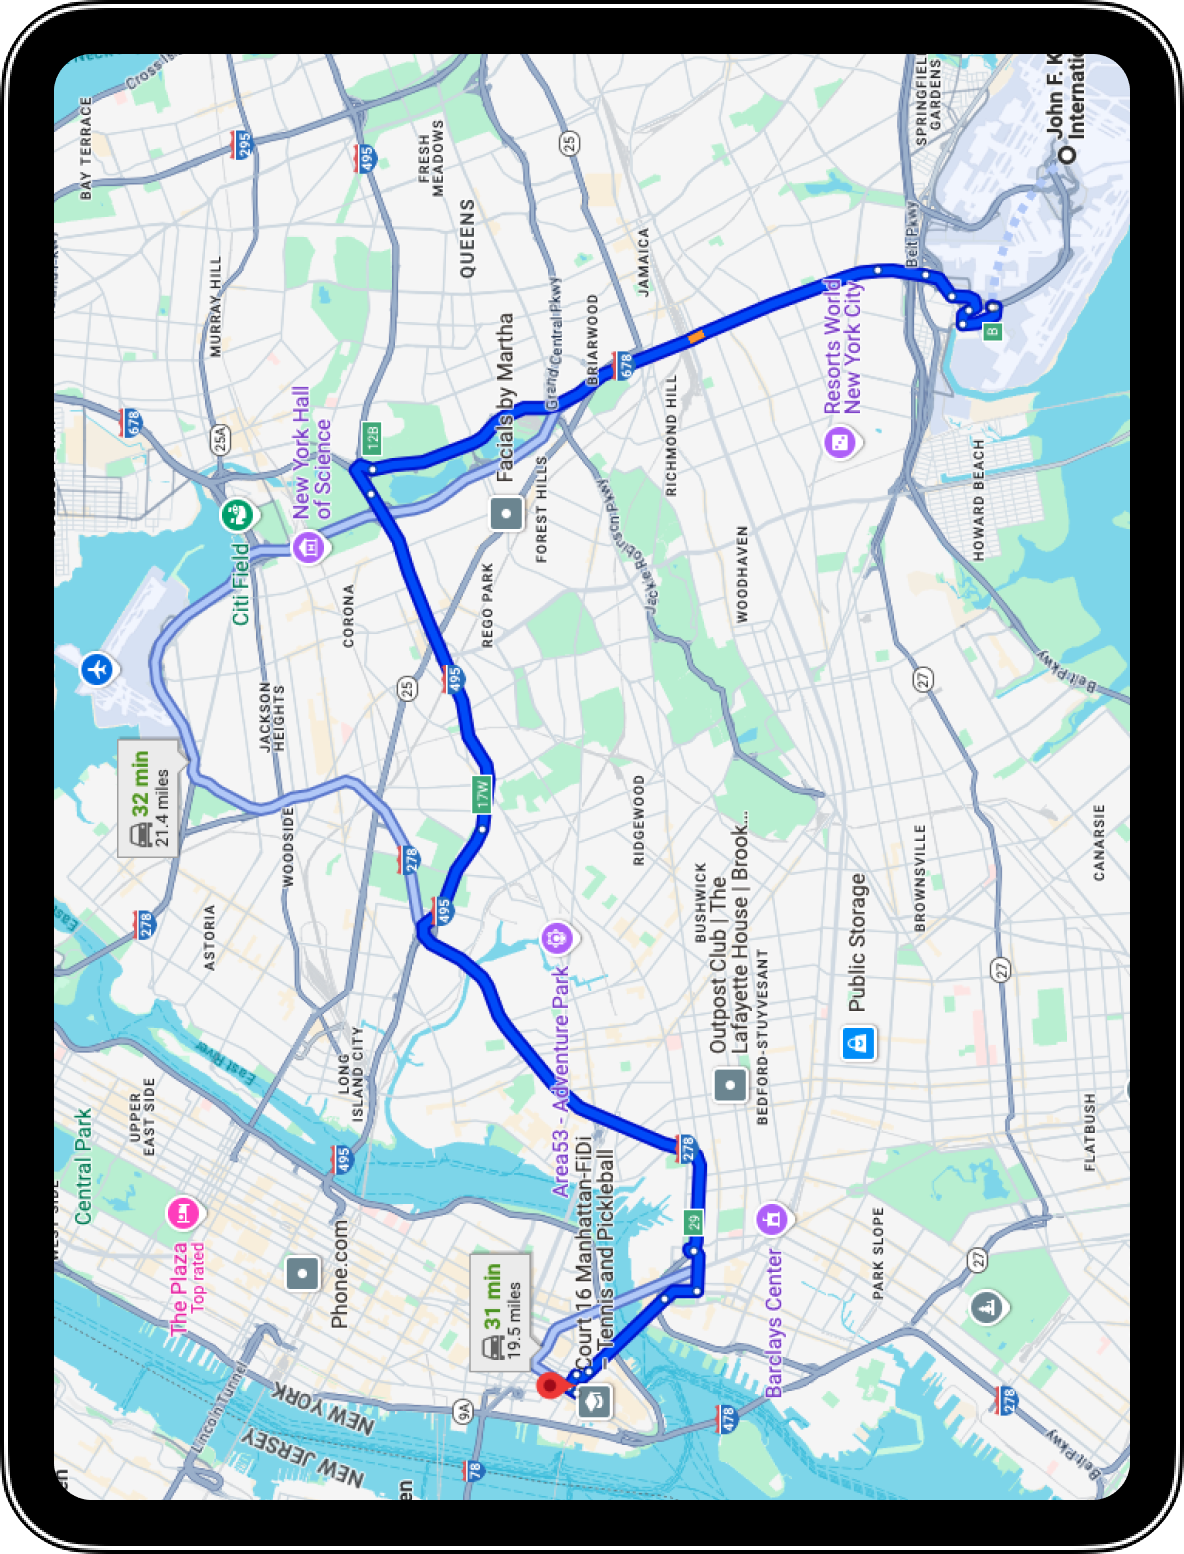 Cross Is
BAY TERRACE
295
495
FRESH
MEADOWS
25
SPRINGFIEL
GARDENS
John F. K
Internatio
MURRAY HILL
QUEENS
JAMAICA
Belt Pkwy
Grand Central Pkwy
BRIARWOOD
678
Resorts World
New York City
B
678
25A
New York Hall
of Science
12B
Facials by Martha
FOREST HILLS
RICHMOND HILL
HOWARD BEACH
Citi Field
CORONA
REGO PARK
Jackie Robinson Pkwy
WOODHAVEN
JACKSON
HEIGHTS
25
495
27
Belt Pkwy
32 min
21.4 miles
WOODSIDE
17W
RIDGEWOOD
278
278
ASTORIA
495
BUSHWICK
BROWNSVILLE
CANARSIE
Outpost Club | The
Lafayette House | Brook...
Public Storage
27
East
East River
LONG
ISLAND CITY
Area53 - Adventure Park
BEDFORD-STUYVESANT
UPPER
EAST SIDE
Central Park
495
278
FLATBUSH
The Plaza
Top rated
Phone.com
29
Barclays Center
PARK SLOPE
27
31 min
19.5 miles
Court 16 Manhattan-FiDi
- Tennis and Pickleball
Lincoln Tunnel
NEW YORK
NEW JERSEY
9A
78
478
278
Belt Pkwy
en
en